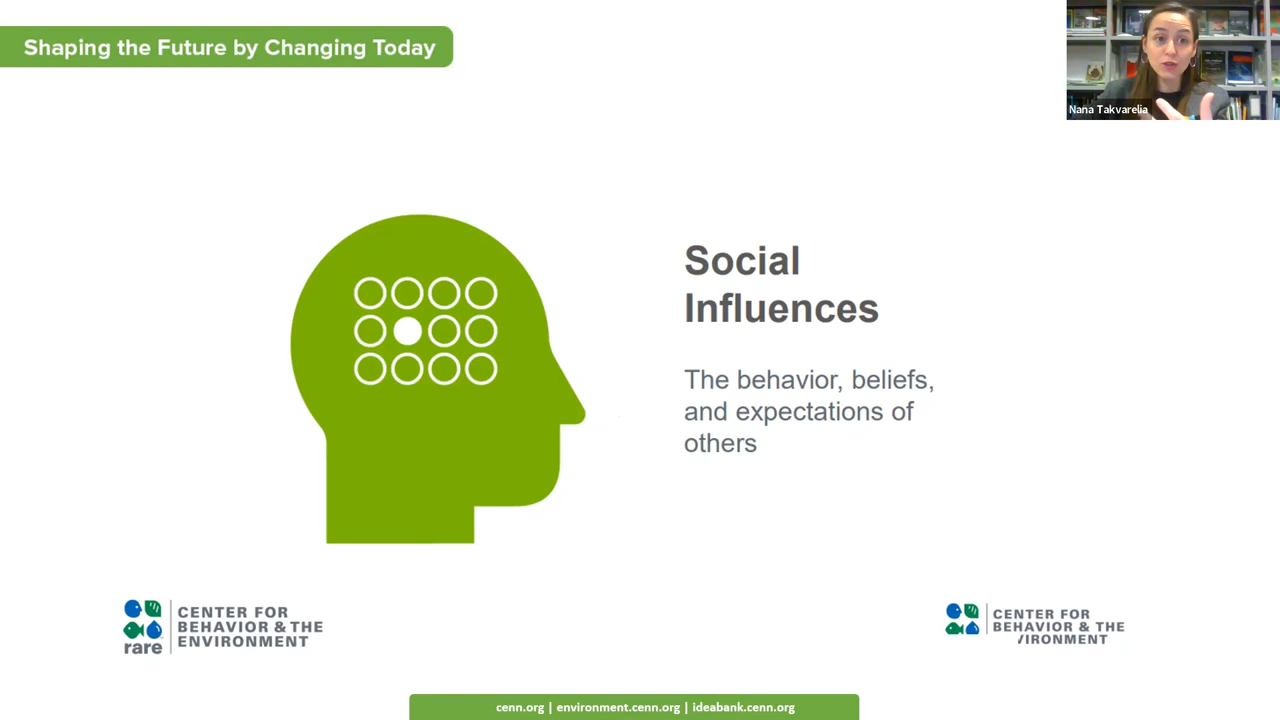 Shaping the Future by Changing Today
Nana Takvarelia
Social
Influences
The behavior, beliefs,
and expectations of
others
rare
CENTER FOR
BEHAVIOR & THE
ENVIRONMENT
CENTER FOR
BEHAVIOR & THE
VIRONMENT
cenn.org | environment.cenn.org | ideabank.cenn.org